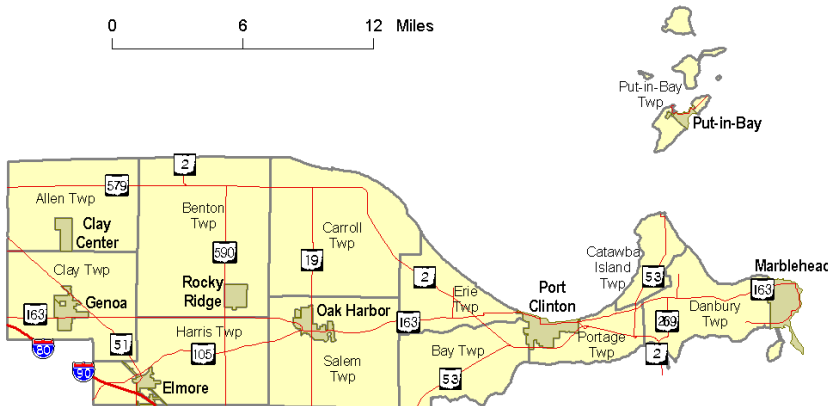 0 6 12 Miles
Put-in-Bay
Twp
Put-in-Bay
2
579
Allen Twp
Benton
Twp
Clay
Center
Carroll
Twp
590
19
Catawba
Island
Twp
53
Clay Twp
2
Marblehead
Rocky
Ridge
Erie
Twp
Port
Clinton
163
Genoa
163
Oak Harbor
163
269
Danbury
Twp
Harris Twp
51
105
80
Salem
Twp
Bay Twp
Portage
Twp
2
90
Elmore
53